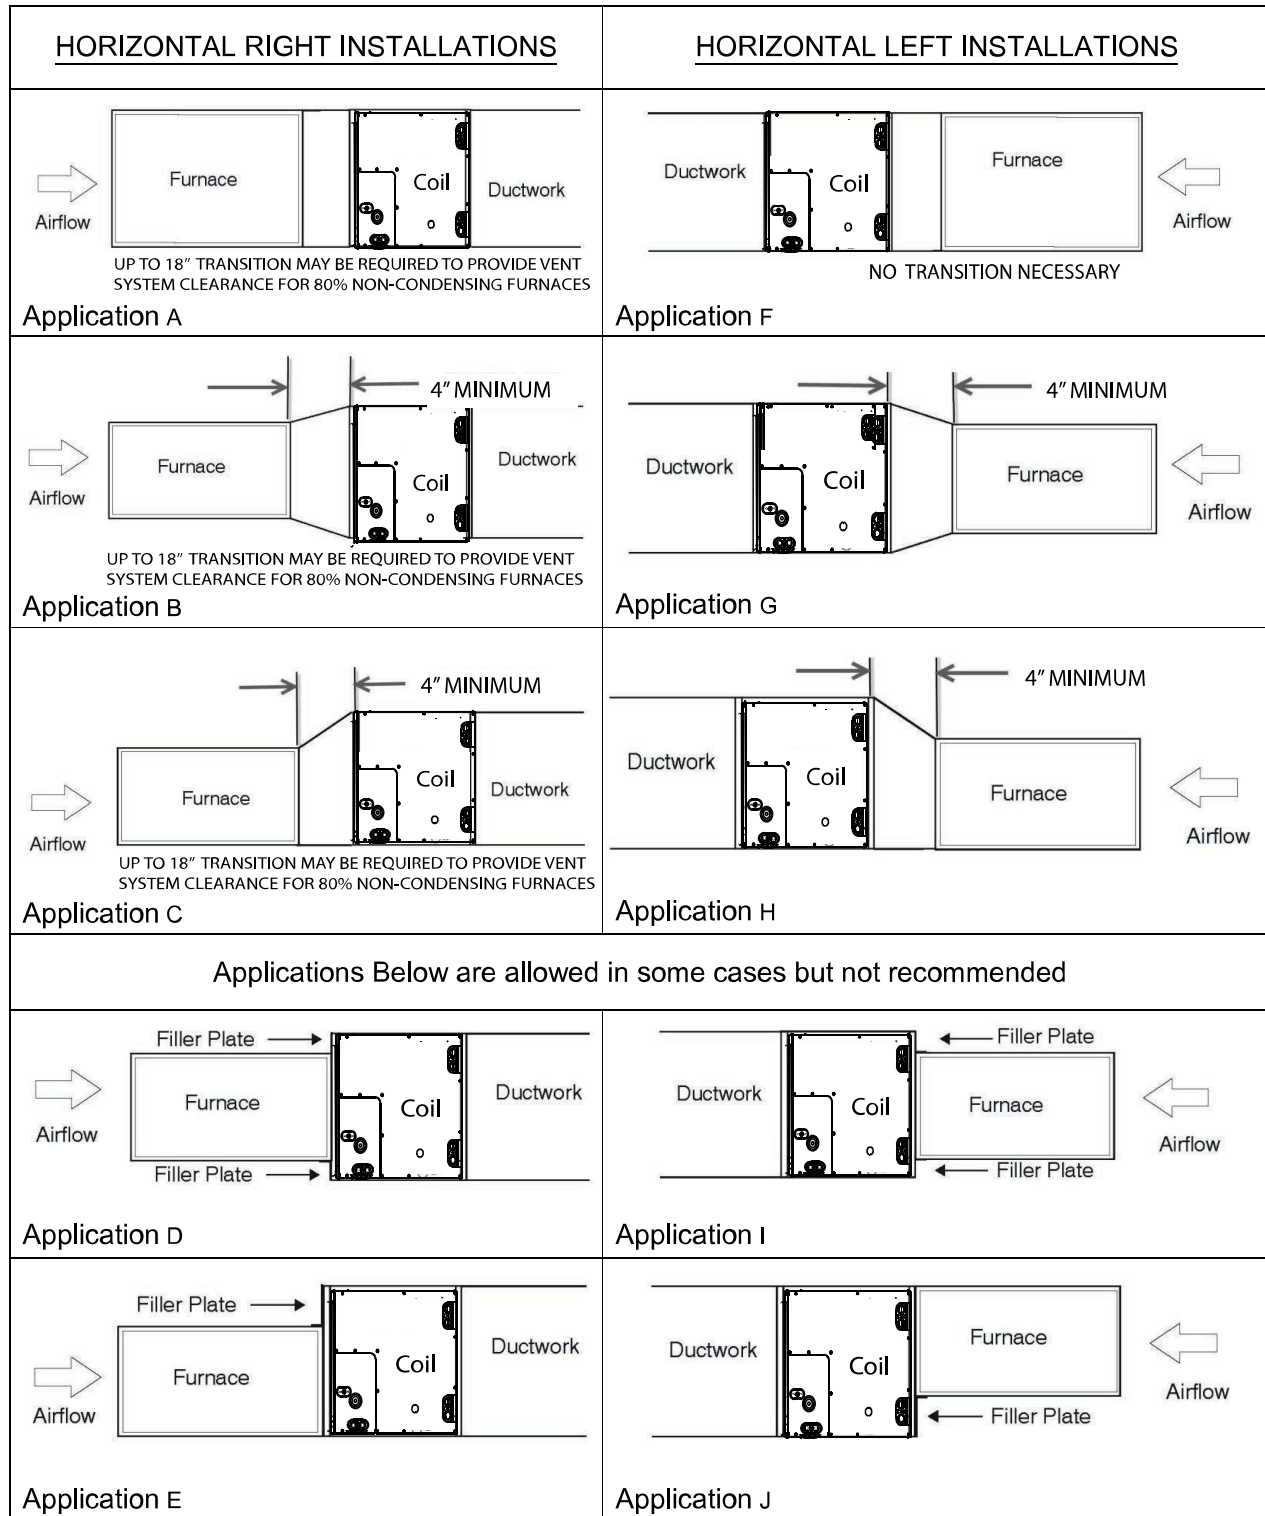 HORIZONTAL RIGHT INSTALLATIONS
HORIZONTAL LEFT INSTALLATIONS
Airflow
Furnace
Coil
Ductwork
UP TO 18" TRANSITION MAY BE REQUIRED TO PROVIDE VENT
SYSTEM CLEARANCE FOR 80% NON-CONDENSING FURNACES
Application A
Ductwork
Coil
Furnace
Airflow
NO TRANSITION NECESSARY
Application F
4" MINIMUM
Airflow
Furnace
Coil
Ductwork
UP TO 18" TRANSITION MAY BE REQUIRED TO PROVIDE VENT
SYSTEM CLEARANCE FOR 80% NON-CONDENSING FURNACES
Application B
4" MINIMUM
Ductwork
Coil
Furnace
Airflow
Application G
4" MINIMUM
Airflow
Furnace
Coil
Ductwork
UP TO 18" TRANSITION MAY BE REQUIRED TO PROVIDE VENT
SYSTEM CLEARANCE FOR 80% NON-CONDENSING FURNACES
Application C
4" MINIMUM
Ductwork
Coil
Furnace
Airflow
Application H
Applications Below are allowed in some cases but not recommended
Filler Plate
Airflow
Furnace
Coil
Ductwork
Filler Plate
Application D
Filler Plate
Ductwork
Coil
Furnace
Airflow
Filler Plate
Application I
Filler Plate
Airflow
Furnace
Coil
Ductwork
Application E
Ductwork
Coil
Furnace
Airflow
Filler Plate
Application J